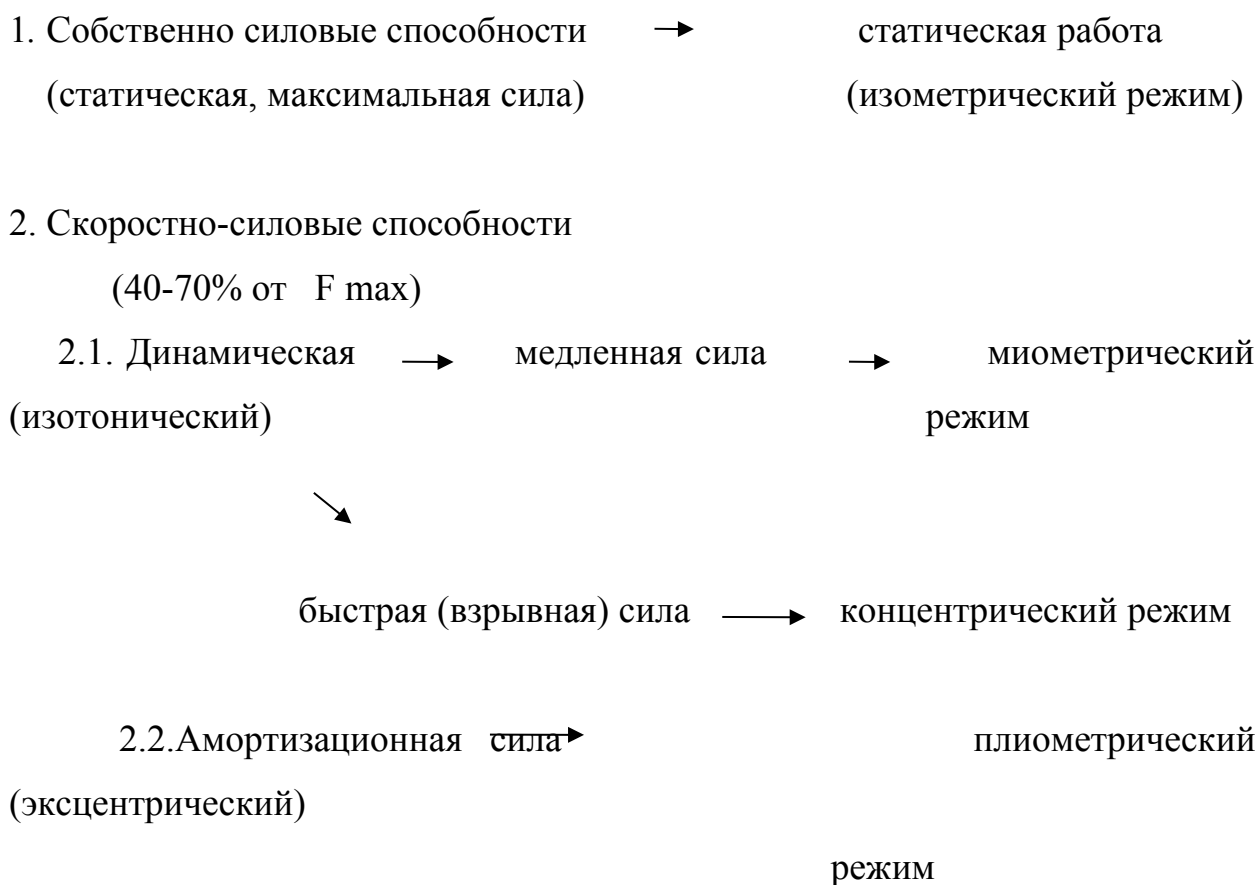 1. Собственно силовые способности → статическая работа
(статическая, максимальная сила) (изометрический режим)
2. Скоростно-силовые способности
(40-70% от F max)
2.1. Динамическая → медленная сила → миометрический
(изотонический) режим
↘
быстрая (взрывная) сила → концентрический режим
2.2.Амортизационная сила → плиометрический
(эксцентрический)
режим